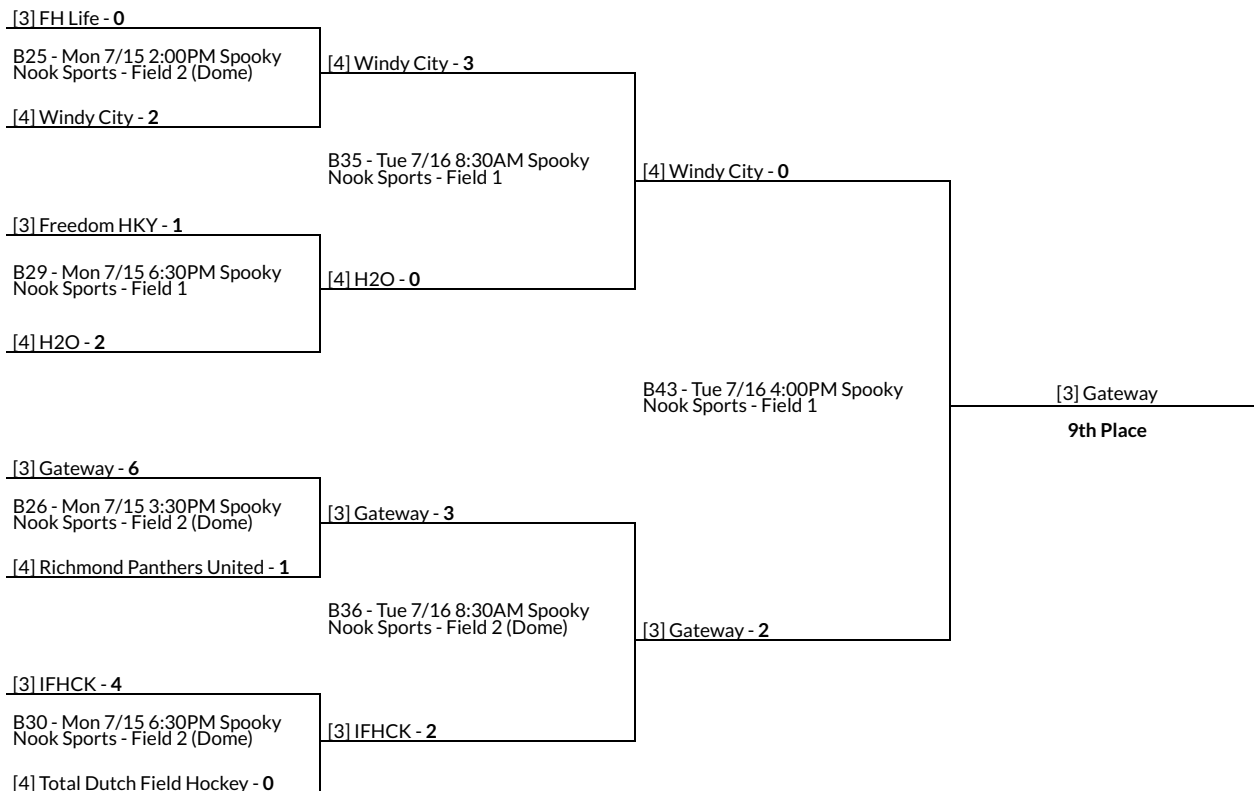 [3] FH Life - 0
B25 - Mon 7/15 2:00PM Spooky
Nook Sports - Field 2 (Dome)
[4] Windy City - 2
[4] Windy City - 3
B35 - Tue 7/16 8:30AM Spooky
Nook Sports - Field 1
[3] Freedom HKY - 1
B29 - Mon 7/15 6:30PM Spooky
Nook Sports - Field 1
[4] H2O - 2
[4] H2O - 0
[4] Windy City - 0
B43 - Tue 7/16 4:00PM Spooky
Nook Sports - Field 1
[3] Gateway
9th Place
[3] Gateway - 6
B26 - Mon 7/15 3:30PM Spooky
Nook Sports - Field 2 (Dome)
[4] Richmond Panthers United - 1
[3] Gateway - 3
B36 - Tue 7/16 8:30AM Spooky
Nook Sports - Field 2 (Dome)
[3] Gateway - 2
[3] IFHCK - 4
B30 - Mon 7/15 6:30PM Spooky
Nook Sports - Field 2 (Dome)
[4] Total Dutch Field Hockey - 0
[3] IFHCK - 2